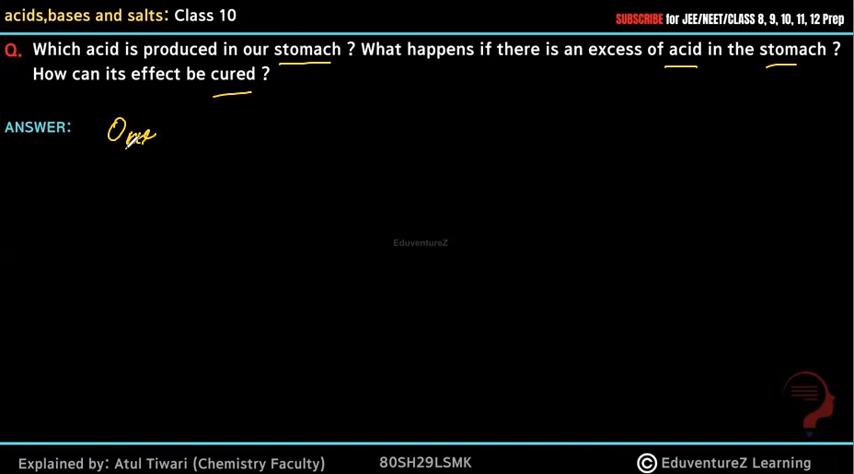 acids,bases and salts: Class 10
SUBSCRIBE for JEE/NEET/CLASS 8, 9, 10, 11, 12 Prep
Q. Which acid is produced in our stomach ? What happens if there is an excess of acid in the stomach ?
How can its effect be cured ?
ANSWER:
EduventureZ
Explained by: Atul Tiwari (Chemistry Faculty)
80SH29LSMK
© EduventureZ Learning